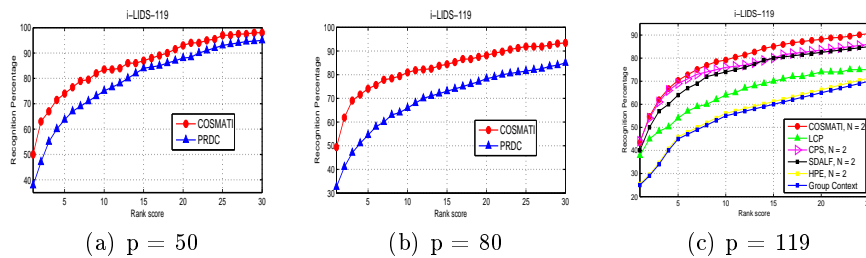 i-LIDS-119
Recognition Percentage
100
90
80
70
60
50
40
5
10
15
20
25
30
Rank score
COSMATI
PRDC
(a) p = 50
i-LIDS-119
Recognition Percentage
100
90
80
70
60
50
40
30
5
10
15
20
25
30
Rank score
COSMATI
PRDC
(b) p = 80
i-LIDS-119
Recognition Percentage
90
80
70
60
50
40
30
20
5
10
15
20
25
Rank score
COSMATI, N = 2
LCP
CPS, N = 2
SDALF, N = 2
HPE, N = 2
Group Context
(c) p = 119